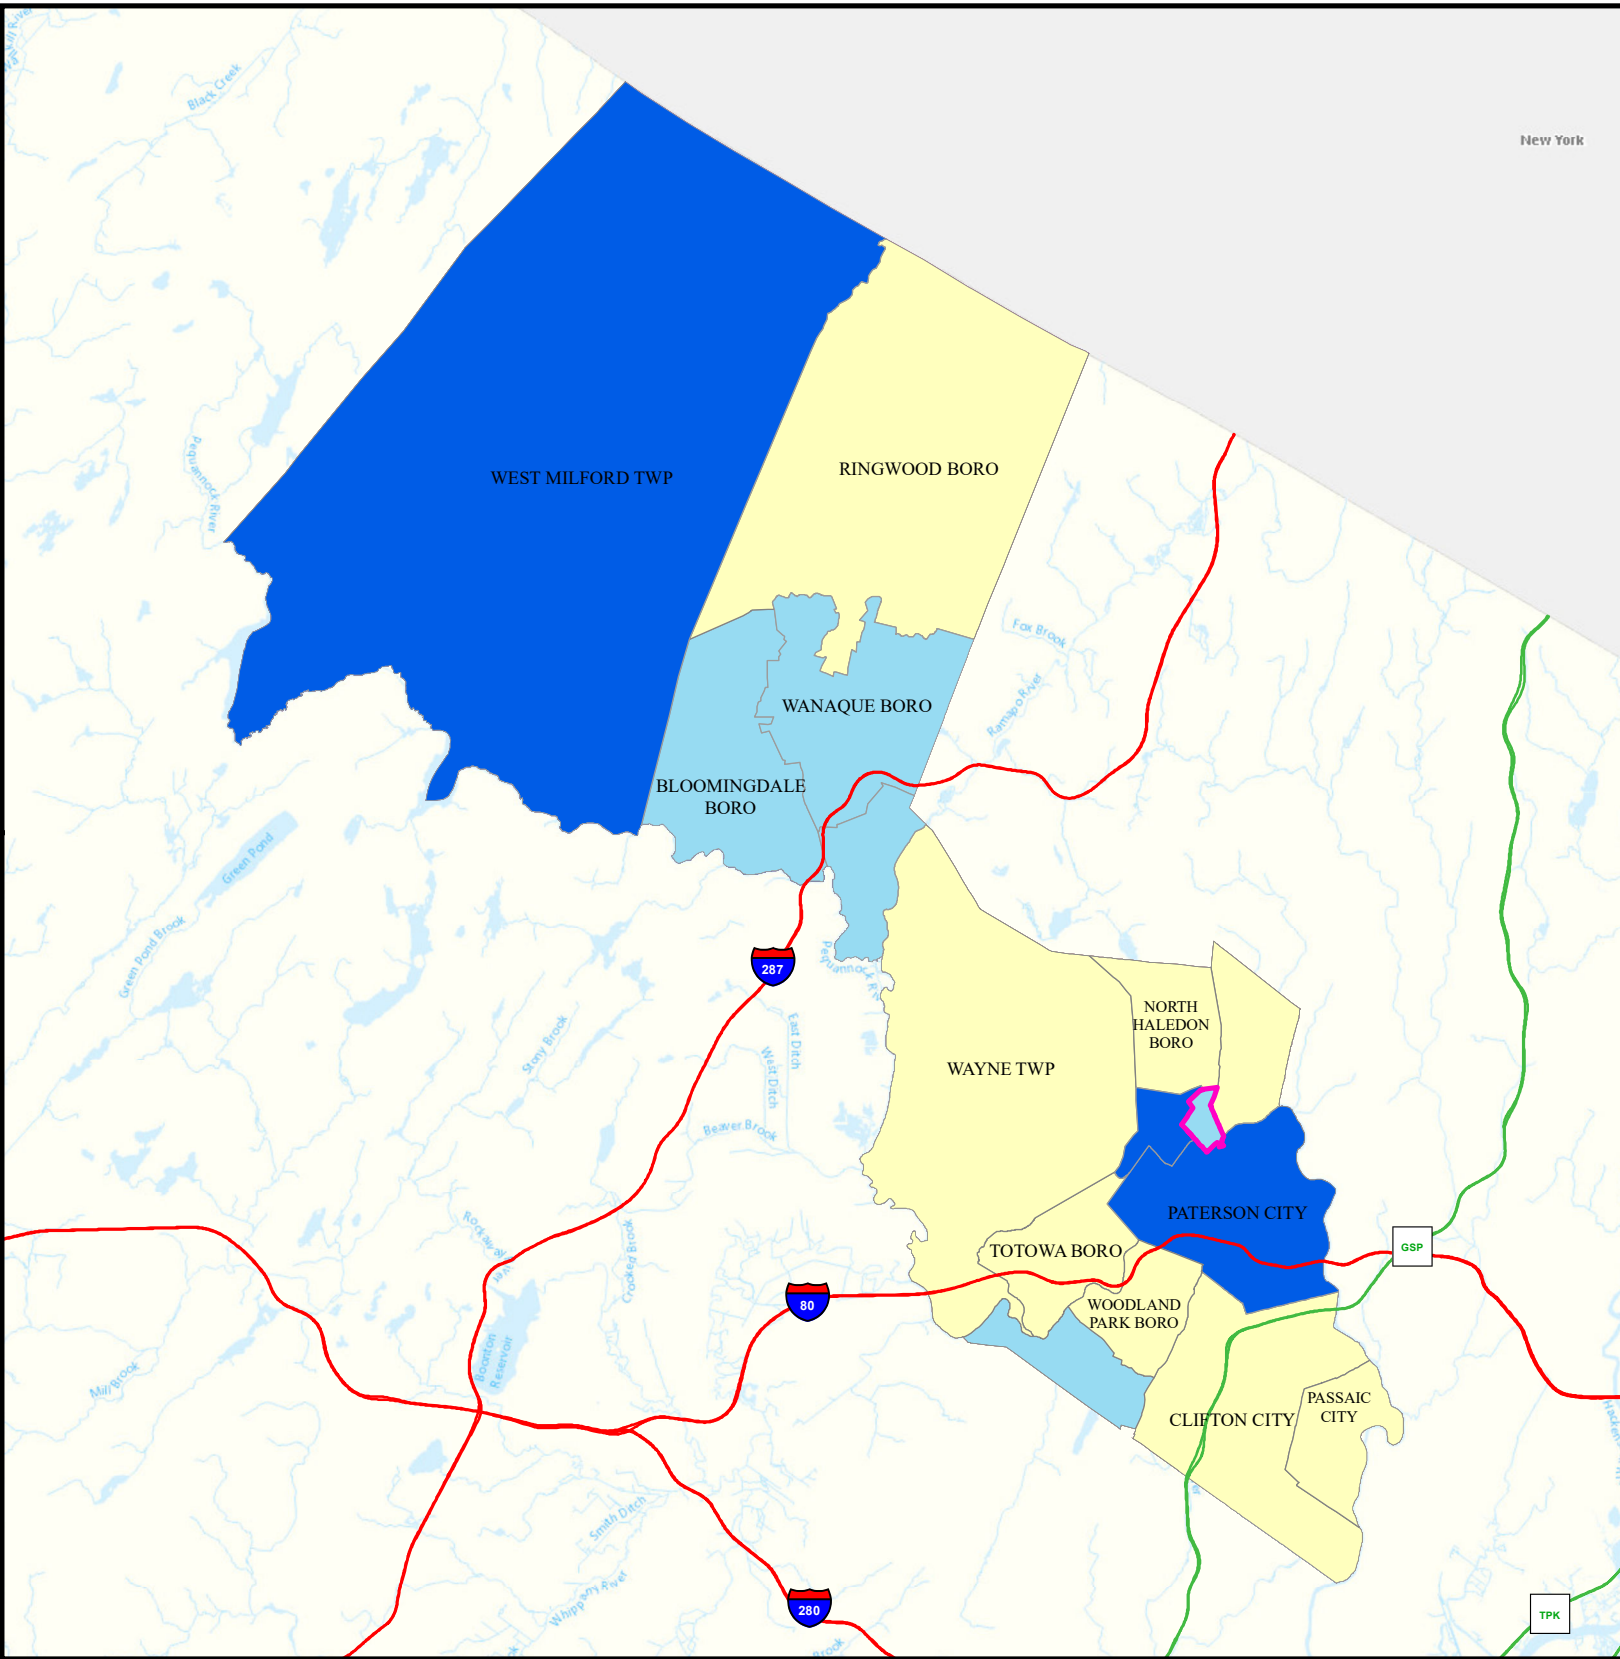 Black Creek
New York
Pequannock River
WEST MILFORD TWP
RINGWOOD BORO
Fox Brook
Ramapo River
WANAQUE BORO
BLOOMINGDALE
BORO
Green Pond
Green Pond Brook
287
Stony Brook
East Ditch
West Ditch
Beaver Brook
NORTH
HALEDON
BORO
WAYNE TWP
PATERSON CITY
TOTOWA BORO
GSP
Crooked Brook
80
WOODLAND
PARK BORO
Boonton
Reservoir
Mill Brook
PASSAIC
CITY
CLIFTON CITY
Smith Ditch
Whippany River
280
TPK
Brook